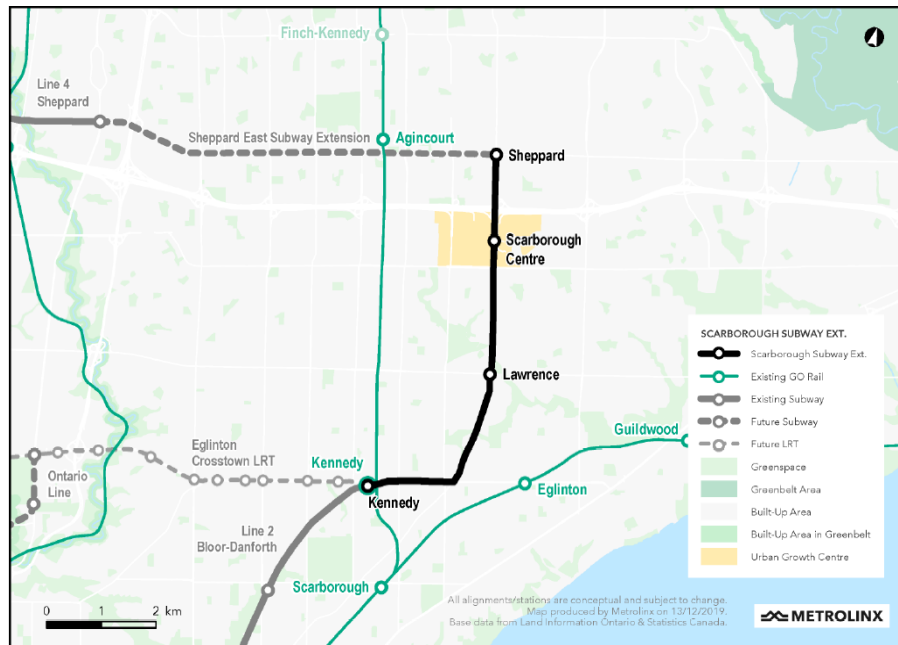 Finch-Kennedy
Line 4
Sheppard
Sheppard East Subway Extension
Agincourt
Sheppard
Scarborough
Centre
Lawrence
Guildwood
Eglinton
Crosstown LRT
Kennedy
Kennedy
Eglinton
Ontario
Line
Line 2
Bloor-Danforth
Scarborough
SCARBOROUGH SUBWAY EXT.
Scarborough Subway Ext.
Existing GO Rail
Existing Subway
Future Subway
Future LRT
Greenspace
Greenbelt Area
Built-Up Area
Built-Up Area in Greenbelt
Urban Growth Centre
0 1 2 km
All alignments/stations are conceptual and subject to change.
Map produced by Metrolinx on 13/12/2019.
Base data from Land Information Ontario & Statistics Canada.
METROLINX